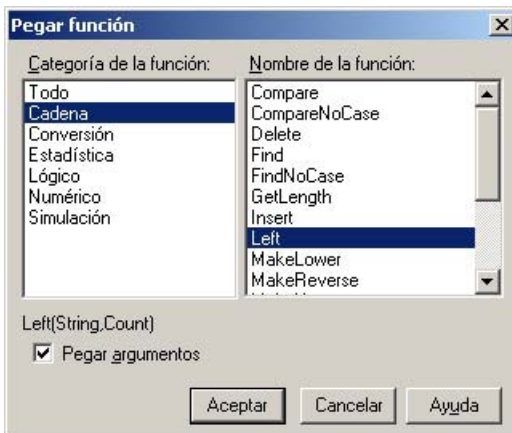 Pegar función
Categoría de la función:
Todo
Cadena
Conversión
Estadística
Lógico
Numérico
Simulación
Nombre de la función:
Compare
CompareNoCase
Delete
Find
FindNoCase
GetLength
Insert
Left
MakeLower
MakeReverse
Left(String,Count)
Pegar argumentos
Aceptar
Cancelar
Ayuda